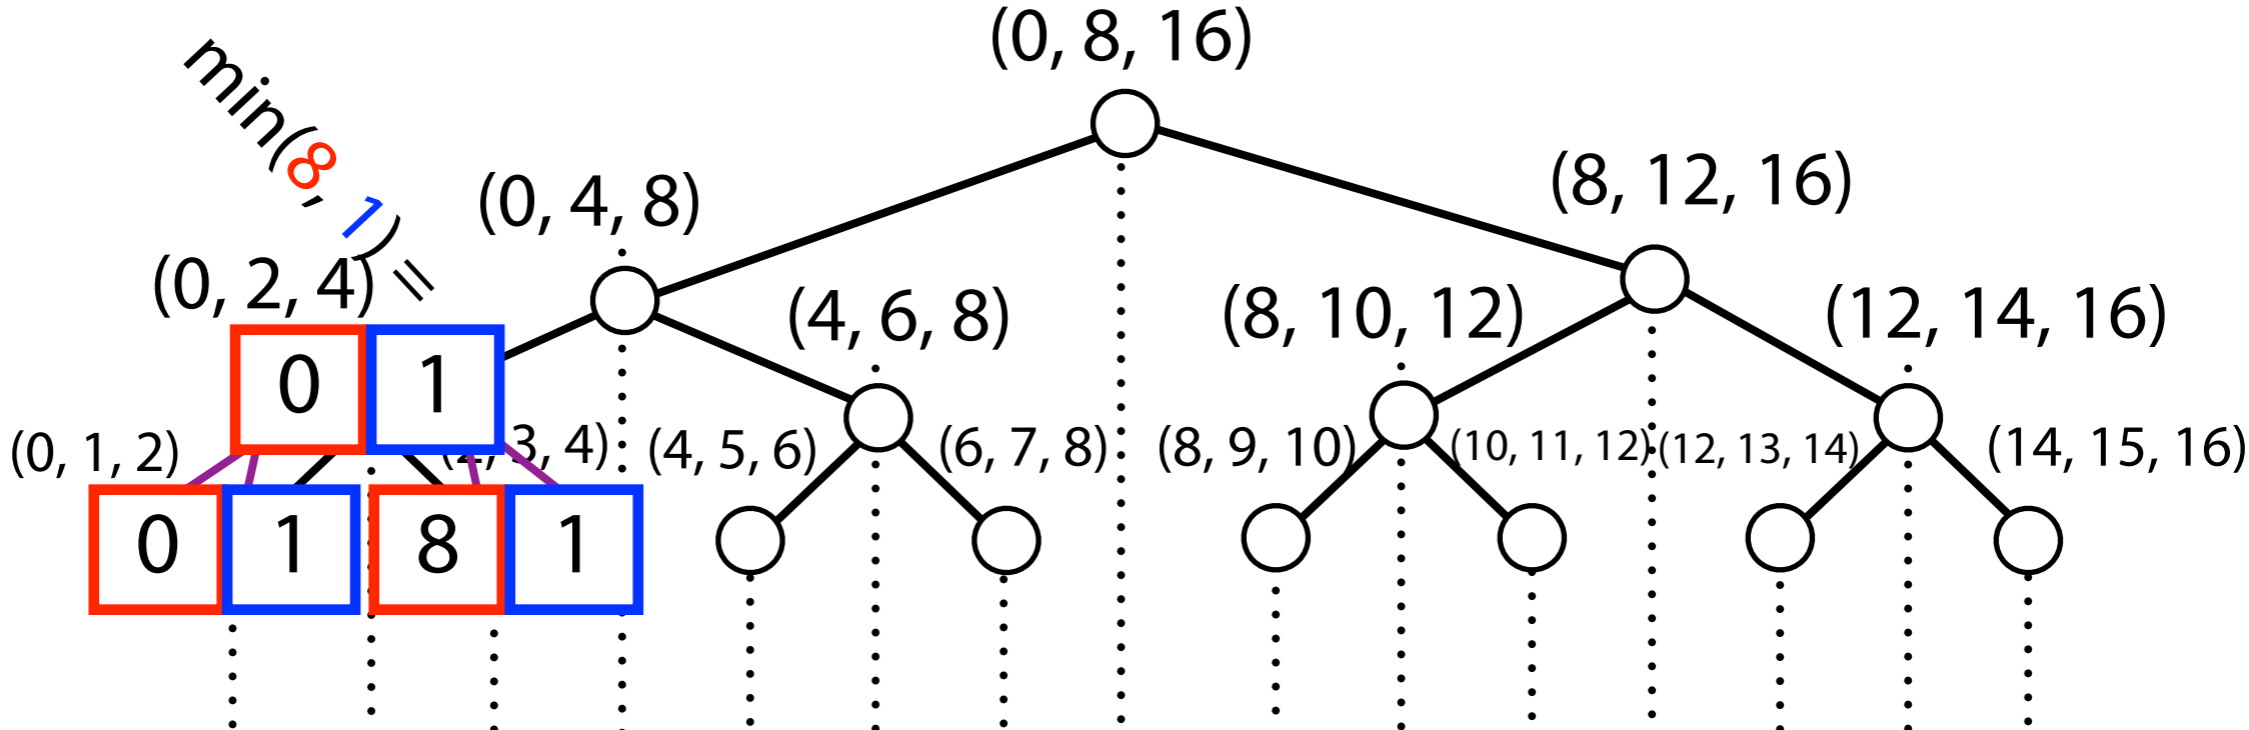 (0, 8, 16)
min(8, 1) =
(0, 4, 8)
(8, 12, 16)
(0, 2, 4)
(4, 6, 8)
(8, 10, 12)
(12, 14, 16)
0 1
(0, 1, 2)
(2, 3, 4)
(4, 5, 6)
(6, 7, 8)
(8, 9, 10)
(10, 11, 12)
(12, 13, 14)
(14, 15, 16)
0 1 8 1